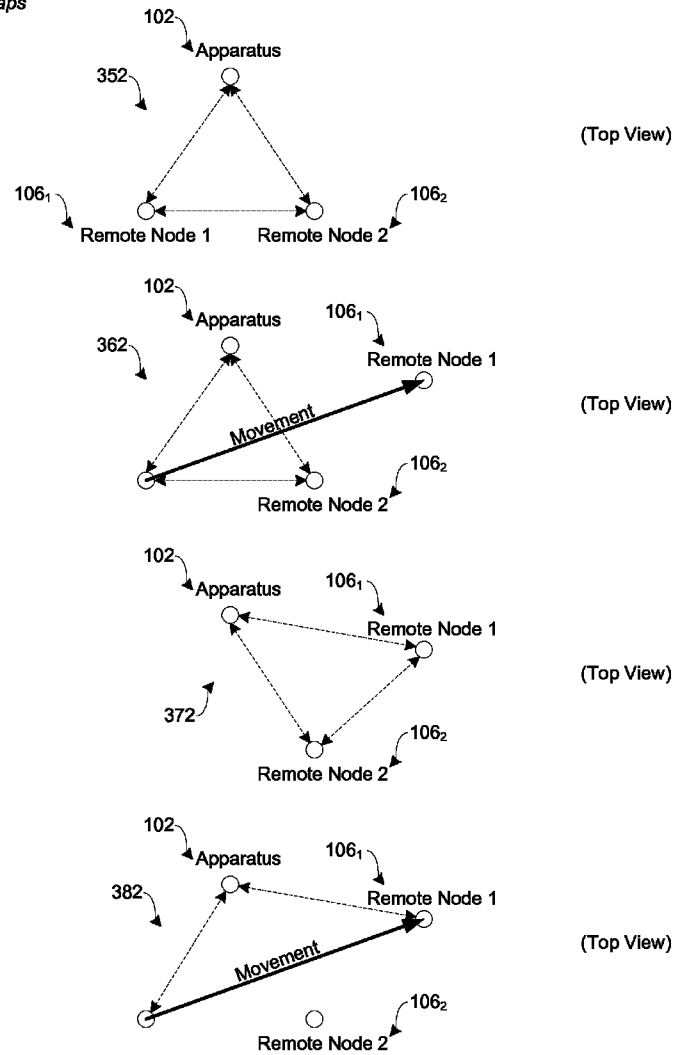 102
Apparatus
352
(Top View)
106₁
106₂
Remote Node 1
Remote Node 2
102
Apparatus
106₁
362
Remote Node 1
(Top View)
Movement
106₂
Remote Node 2
102
Apparatus
106₁
Remote Node 1
(Top View)
372
106₂
Remote Node 2
102
Apparatus
106₁
382
Remote Node 1
(Top View)
Movement
106₂
Remote Node 2